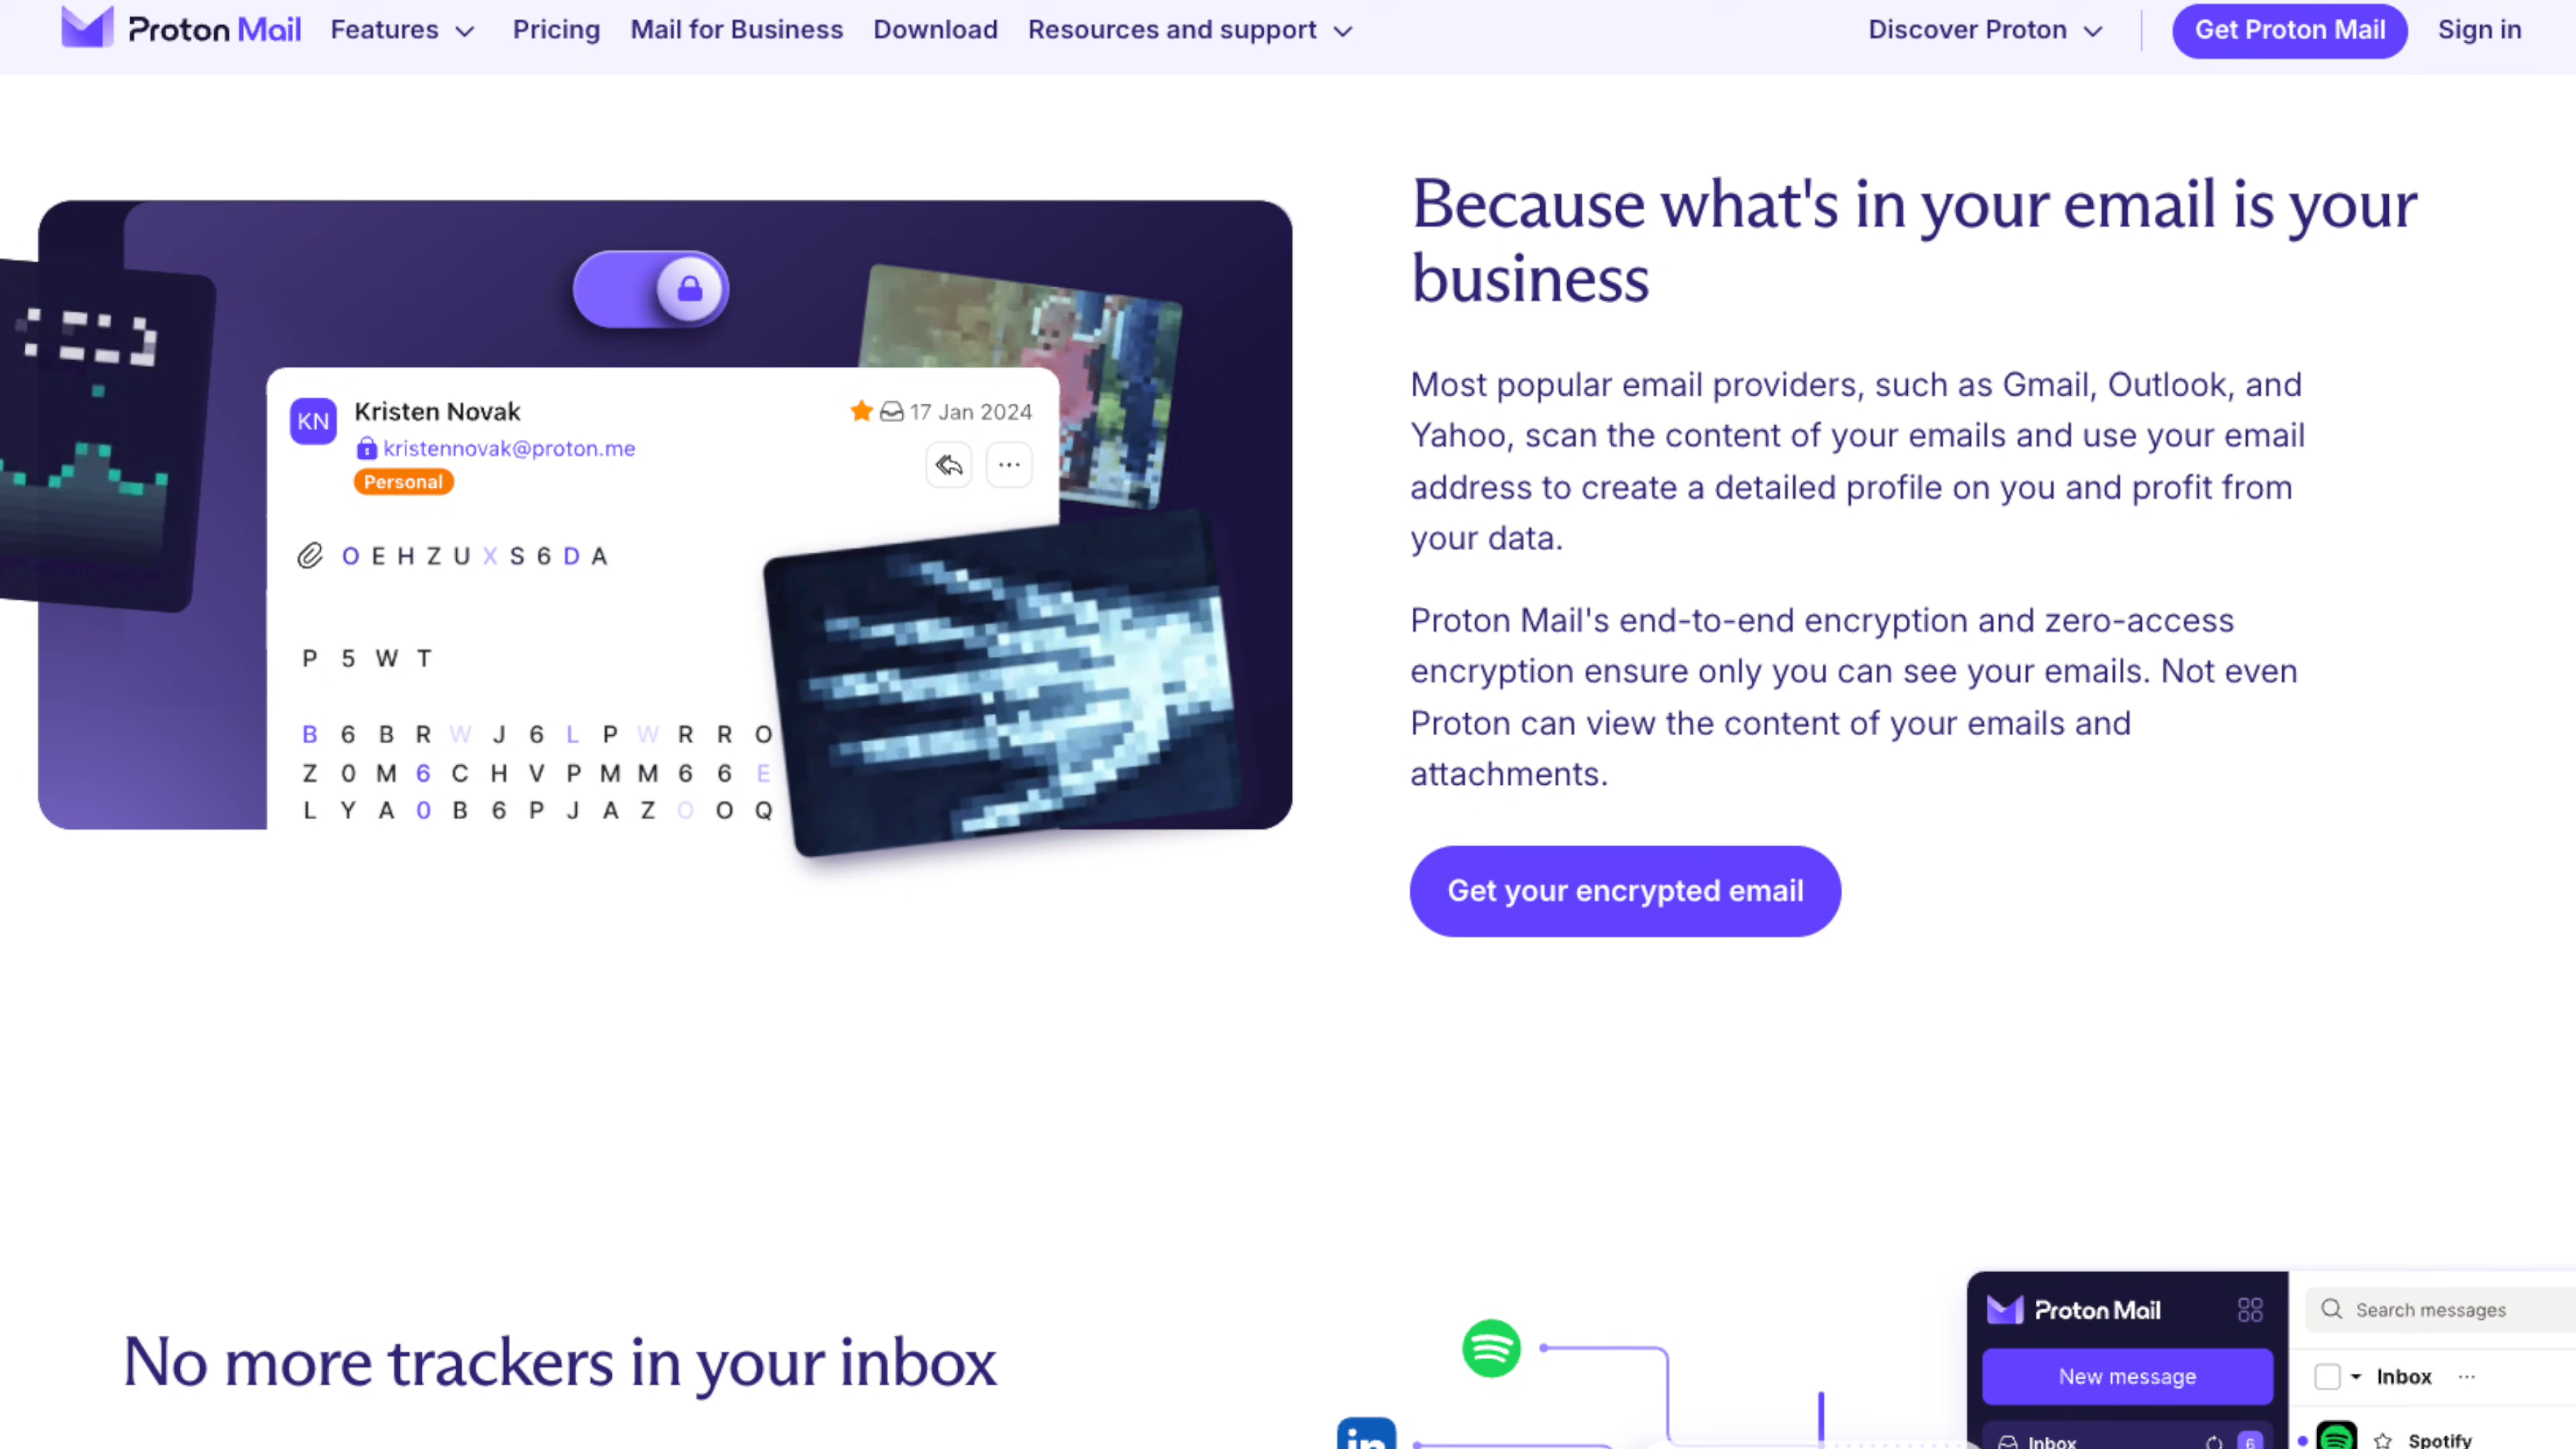 Proton Mail Features Pricing Mail for Business Download Resources and support Discover Proton Get Proton Mail Sign in
KN Kristen Novak 17 Jan 2024
kristennovak@proton.me
Personal
O E H Z U X S 6 D A
P 5 W T
B 6 B R W J 6 L P W R R O
Z 0 M 6 C H V P M M 6 6 E
L Y A 0 B 6 P J A Z O O Q
Because what's in your email is your
business
Most popular email providers, such as Gmail, Outlook, and
Yahoo, scan the content of your emails and use your email
address to create a detailed profile on you and profit from
your data.
Proton Mail's end-to-end encryption and zero-access
encryption ensure only you can see your emails. Not even
Proton can view the content of your emails and
attachments.
Get your encrypted email
No more trackers in your inbox
in
Proton Mail
New message
Inbox 6
Search messages
Inbox
Spotify